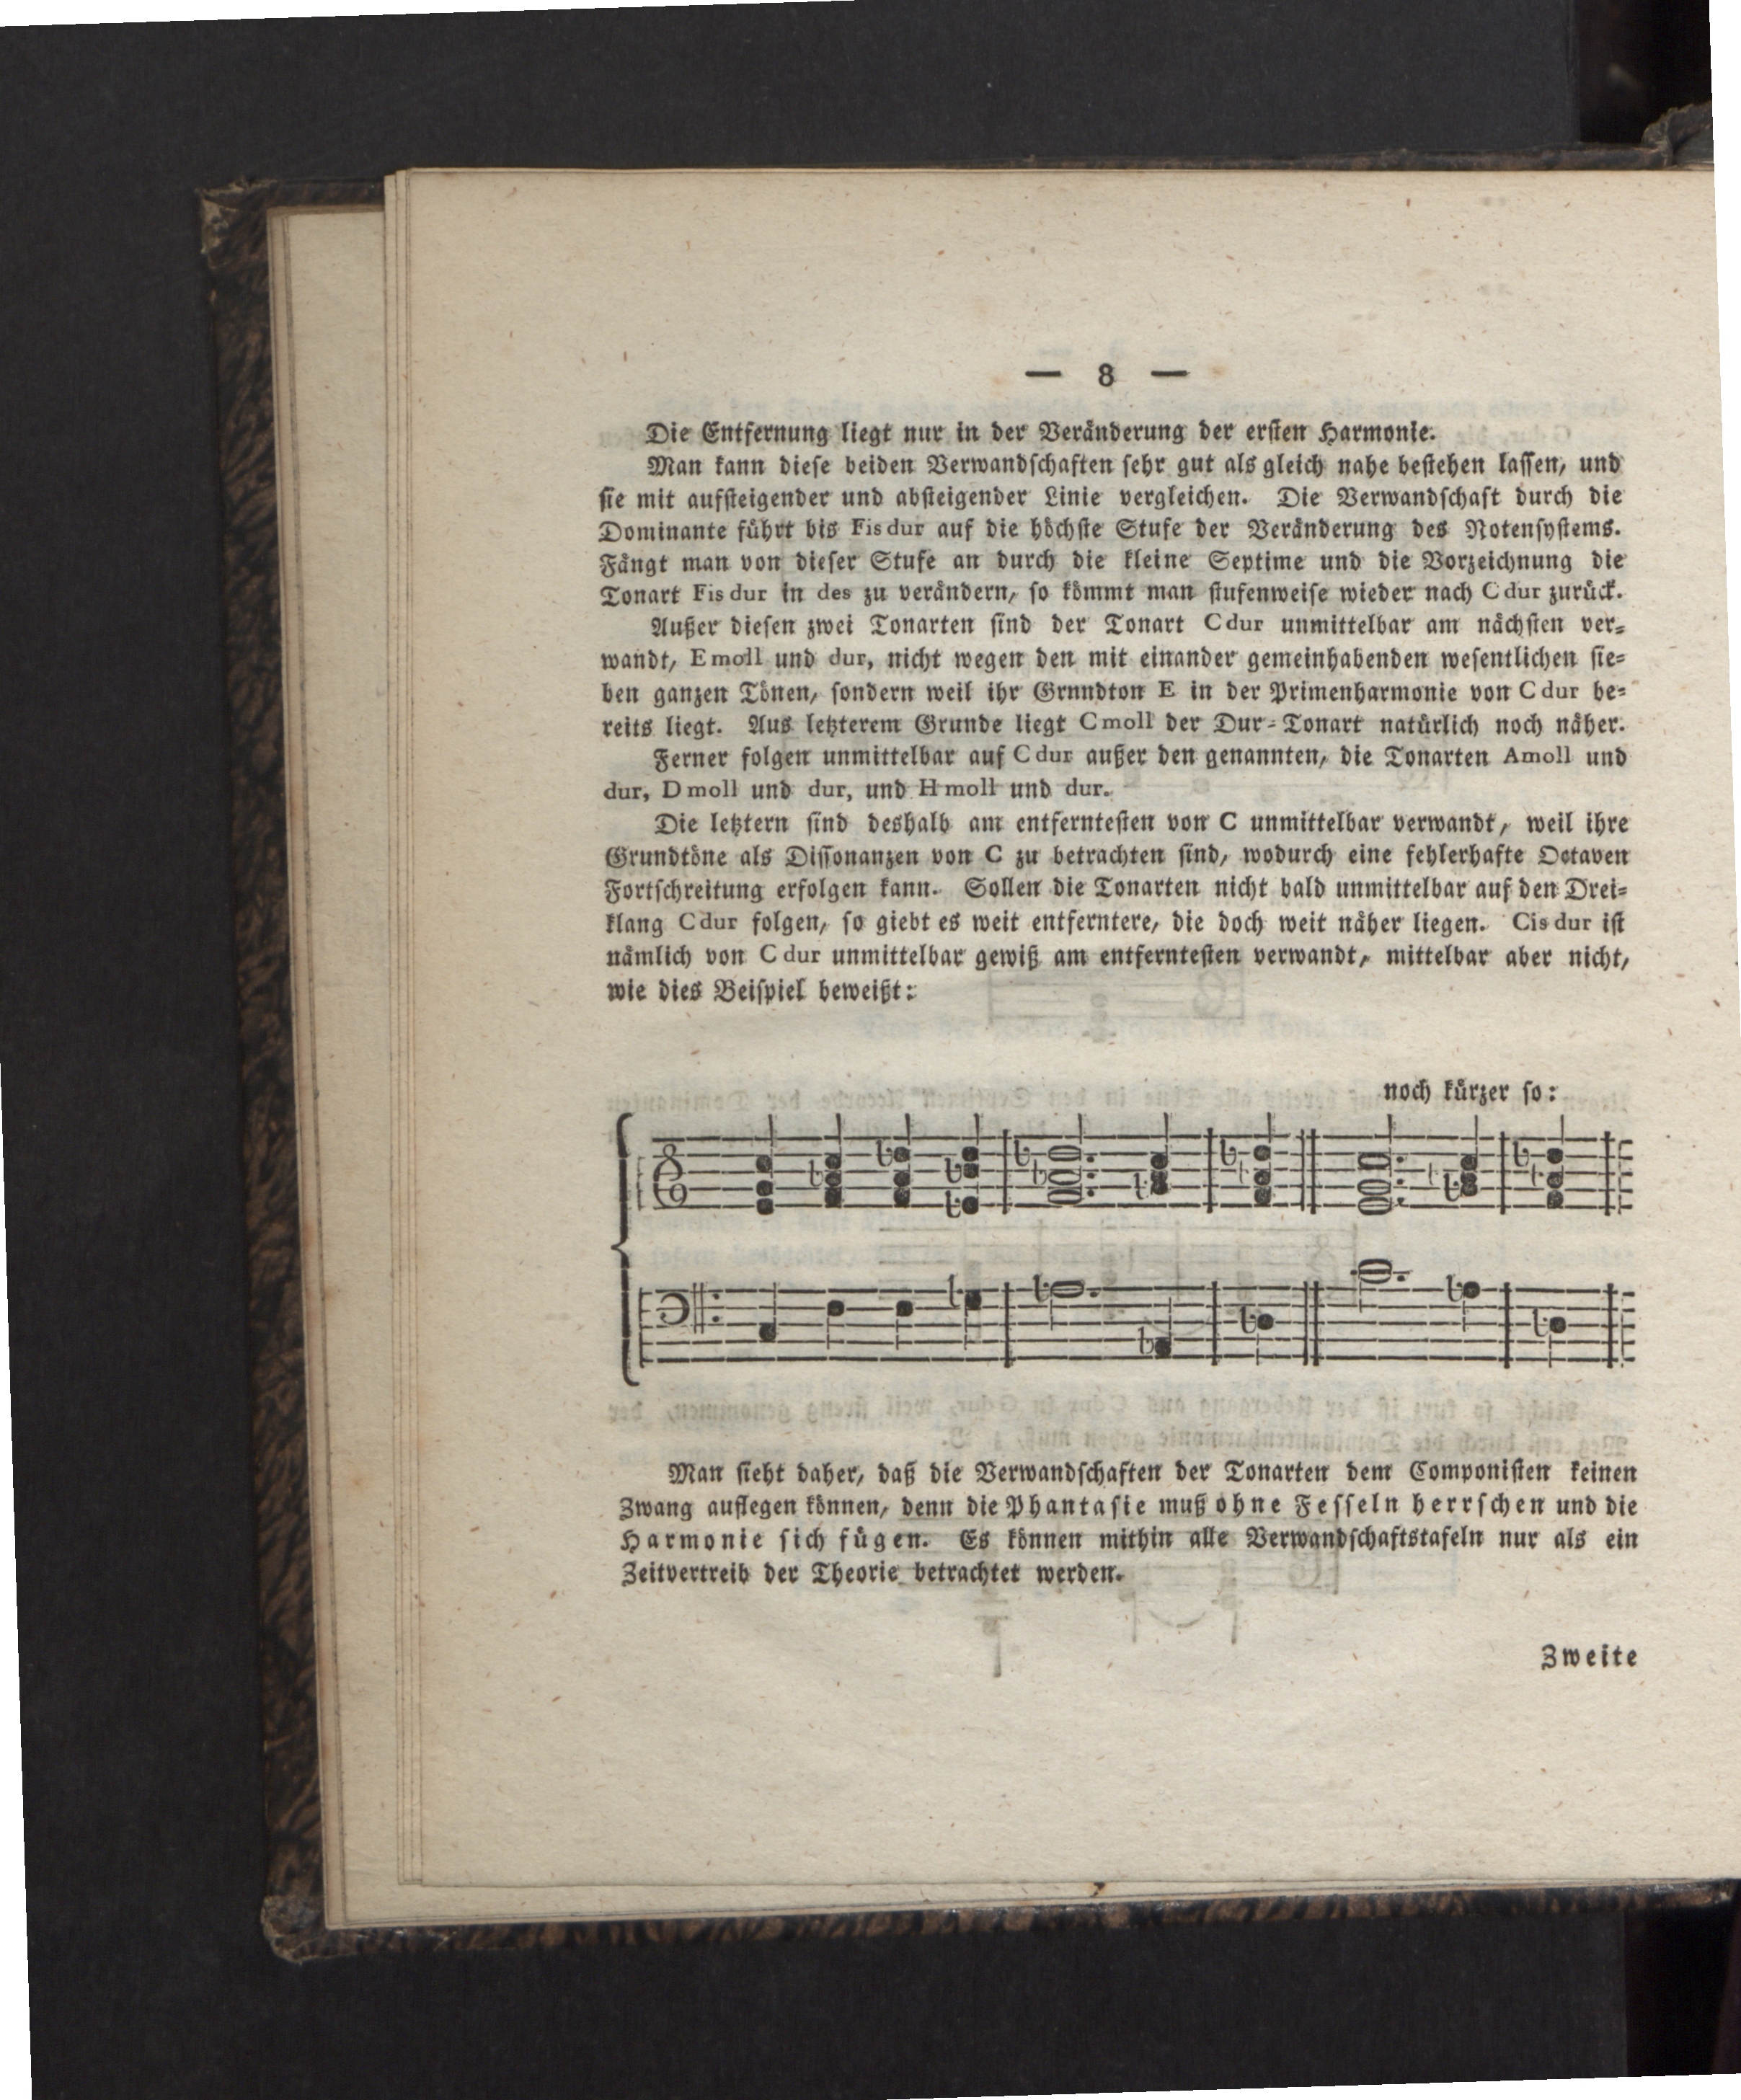 — 8 —
Die Entfernung liegt nur in der Veränderung der ersten Harmonie.
Man kann diese beiden Verwandschaften sehr gut als gleich nahe bestehen lassen, und
sie mit aufsteigender und absteigender Linie vergleichen. Die Verwandschaft durch die
Dominante führt bis Fis dur auf die höchste Stufe der Veränderung des Notensystems.
Fängt man von dieser Stufe an durch die kleine Septime und die Vorzeichnung die
Tonart Fis dur in des zu verändern, so kömmt man stufenweise wieder nach C dur zurück.
Außer diesen zwei Tonarten sind der Tonart C dur unmittelbar am nächsten ver=
wandt, E moll und dur, nicht wegen den mit einander gemeinhabenden wesentlichen sie=
ben ganzen Tönen, sondern weil ihr Grnndton E in der Primenharmonie von C dur be=
reits liegt. Aus letzterem Grunde liegt C moll der Dur=Tonart natürlich noch näher.
Ferner folgen unmittelbar auf C dur außer den genannten, die Tonarten A moll und
dur, D moll und dur, und H moll und dur.
Die letztern sind deshalb am entferntesten von C unmittelbar verwandt, weil ihre
Grundtöne als Dissonanzen von C zu betrachten sind, wodurch eine fehlerhafte Octaven
Fortschreitung erfolgen kann. Sollen die Tonarten nicht bald unmittelbar auf den Drei=
klang C dur folgen, so giebt es weit entferntere, die doch weit näher liegen. Cis dur ist
nämlich von C dur unmittelbar gewiß am entferntesten verwandt, mittelbar aber nicht,
wie dies Beispiel beweißt:
noch kürzer so:
Man sieht daher, daß die Verwandschaften der Tonarten dem Componisten keinen
Zwang auflegen können, denn die Phantasie muß ohne Fesseln herrschen und die
Harmonie sich fügen. Es können mithin alle Verwandschaftstafeln nur als ein
Zeitvertreib der Theorie betrachtet werden.
Zweite